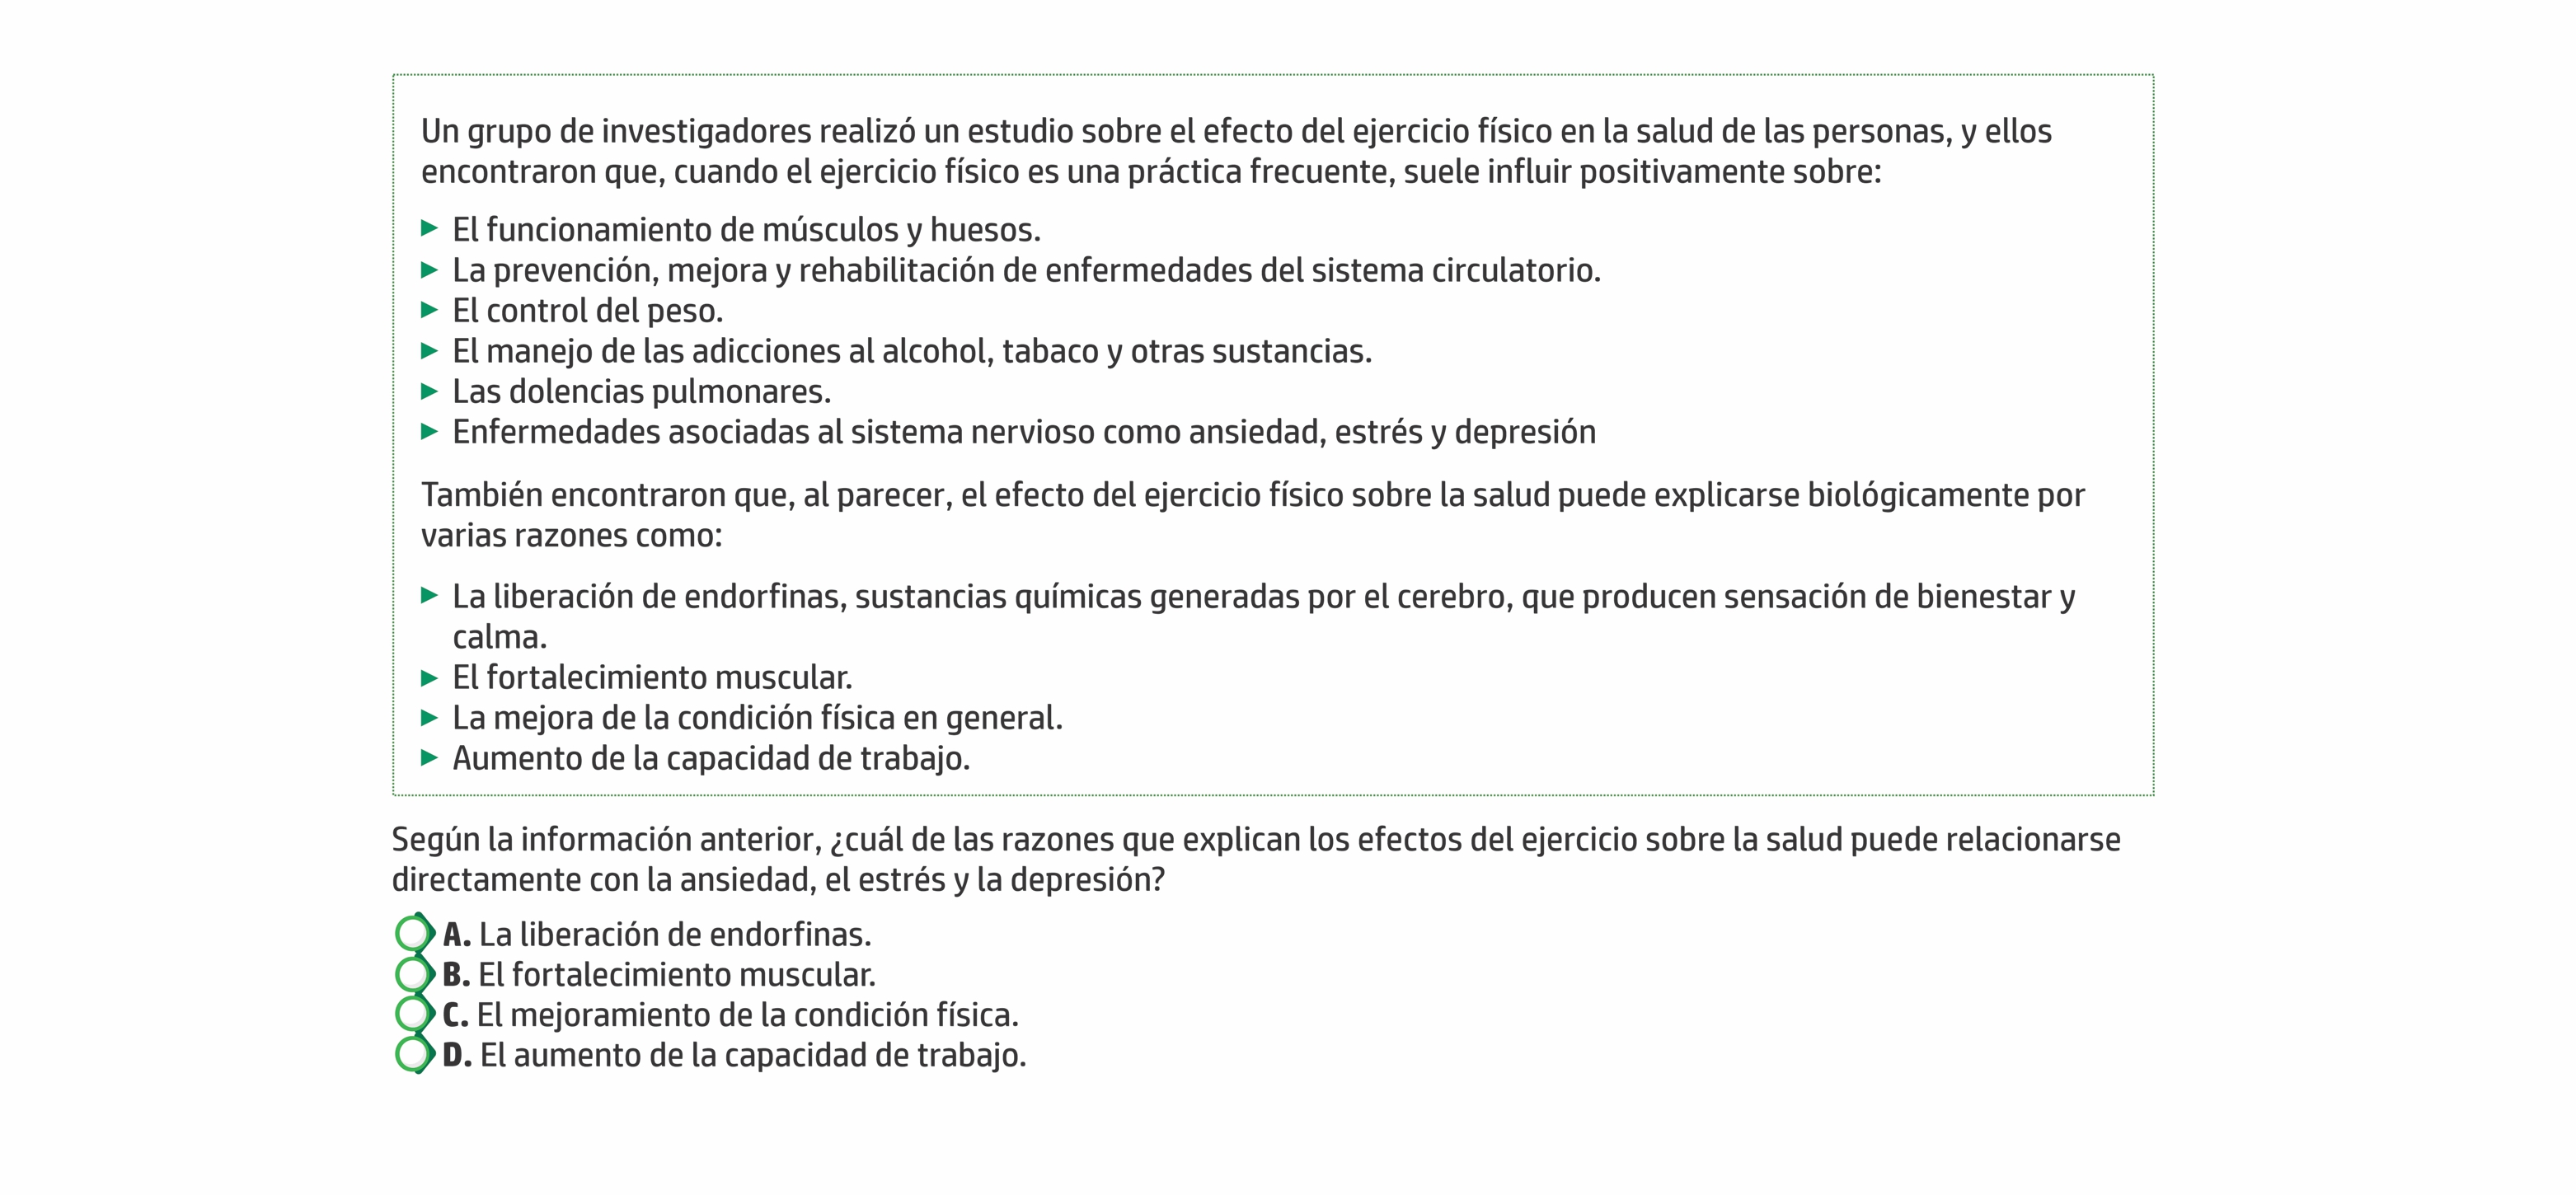 Un grupo de investigadores realizó un estudio sobre el efecto del ejercicio físico en la salud de las personas, y ellos
encontraron que, cuando el ejercicio físico es una práctica frecuente, suele influir positivamente sobre:
▶ El funcionamiento de músculos y huesos.
▶ La prevención, mejora y rehabilitación de enfermedades del sistema circulatorio.
▶ El control del peso.
▶ El manejo de las adicciones al alcohol, tabaco y otras sustancias.
▶ Las dolencias pulmonares.
▶ Enfermedades asociadas al sistema nervioso como ansiedad, estrés y depresión
También encontraron que, al parecer, el efecto del ejercicio físico sobre la salud puede explicarse biológicamente por
varias razones como:
▶ La liberación de endorfinas, sustancias químicas generadas por el cerebro, que producen sensación de bienestar y
calma.
▶ El fortalecimiento muscular.
▶ La mejora de la condición física en general.
▶ Aumento de la capacidad de trabajo.
Según la información anterior, ¿cuál de las razones que explican los efectos del ejercicio sobre la salud puede relacionarse
directamente con la ansiedad, el estrés y la depresión?
A. La liberación de endorfinas.
B. El fortalecimiento muscular.
C. El mejoramiento de la condición física.
D. El aumento de la capacidad de trabajo.